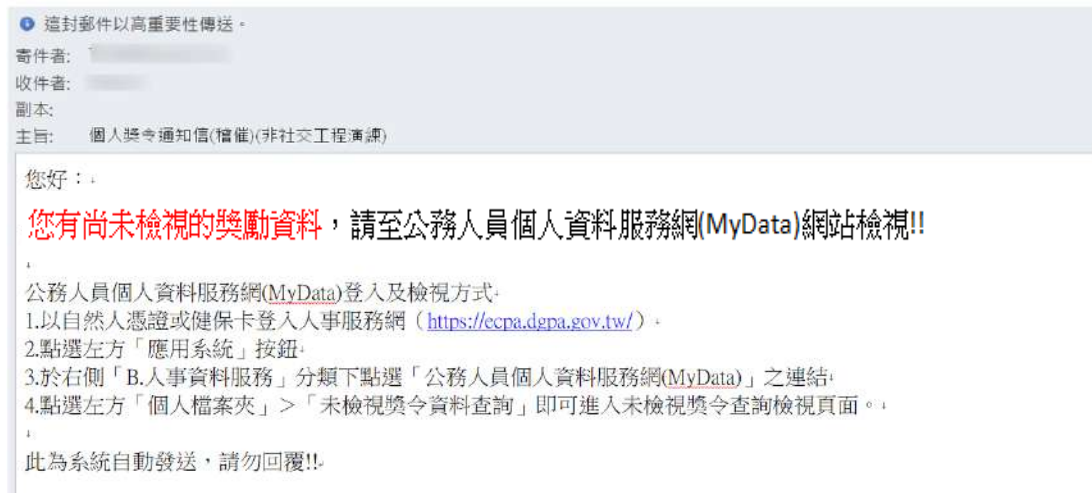 這封郵件以高重要性傳送。
寄件者:
收件者:
副本:
主旨: 個人獎令通知信(稽催)(非社交工程演練)
您好：
您有尚未檢視的獎勵資料，請至公務人員個人資料服務網(MyData)網站檢視!!
公務人員個人資料服務網(MyData)登入及檢視方式
1.以自然人憑證或健保卡登入人事服務網（https://ecpa.dgpa.gov.tw/）
2.點選左方「應用系統」按鈕
3.於右側「B.人事資料服務」分類下點選「公務人員個人資料服務網(MyData)」之連結
4.點選左方「個人檔案夾」＞「未檢視獎令資料查詢」即可進入未檢視獎令查詢檢視頁面。
此為系統自動發送，請勿回覆!!